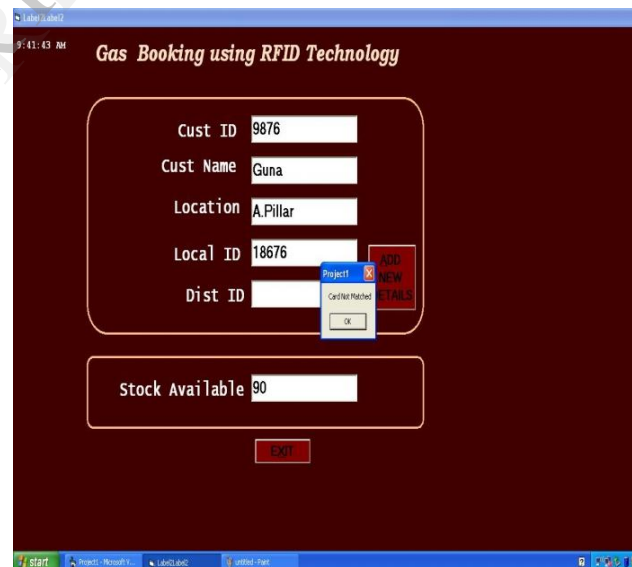 Label2Label2
9:41:43 AM
Gas Booking using RFID Technology
Cust ID 9876
Cust Name Guna
Location A.Pillar
Local ID 18676
Dist ID
ADD
NEW
DETAILS
Project1
Card Not Matched
OK
Stock Available 90
EXIT
start
Project1 - Microsoft V...
Label2Label2
untitled - Paint